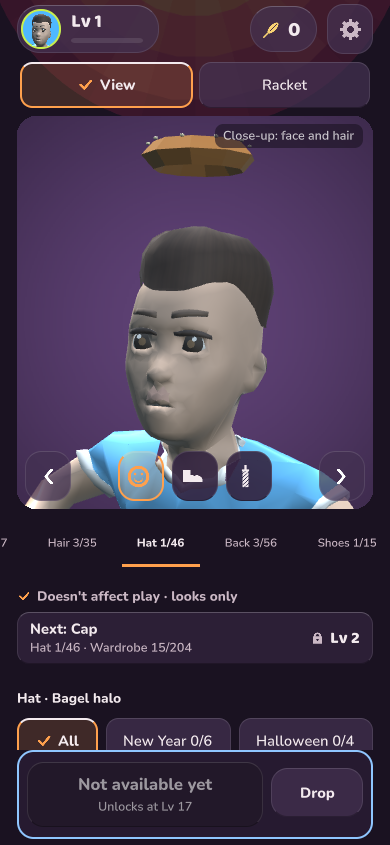 Lv 1
0
View
Racket
Close-up: face and hair
7
Hair 3/35
Hat 1/46
Back 3/56
Shoes 1/15
Doesn't affect play · looks only
Next: Cap
Hat 1/46 · Wardrobe 15/204
Lv 2
Hat · Bagel halo
All
New Year 0/6
Halloween 0/4
Not available yet
Unlocks at Lv 17
Drop